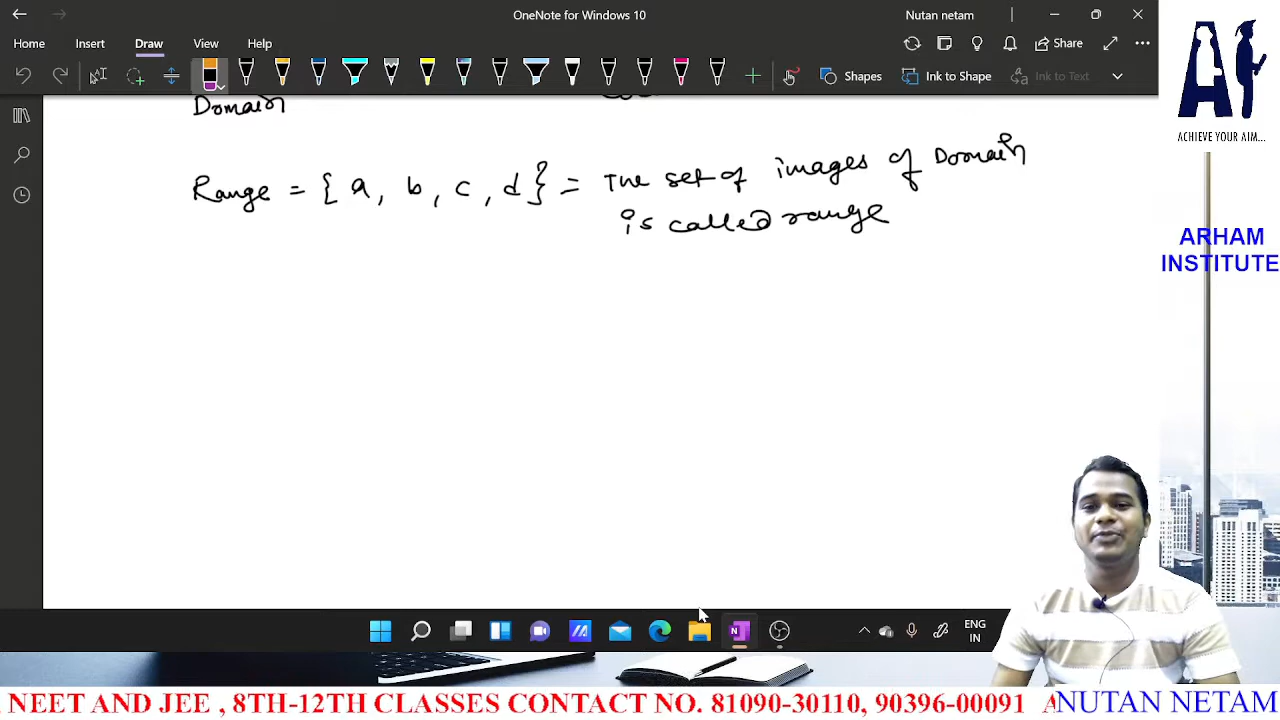 OneNote for Windows 10
Nutan netam
Home Insert Draw View Help
Share
Shapes
Ink to Shape
Ink to Text
Domain
Range = { a, b, c, d } = The set of images of Domain
is called range
ACHIEVE YOUR AIM...
ARHAM
INSTITUTE
ENG
IN
NEET AND JEE , 8TH-12TH CLASSES CONTACT NO. 81090-30110, 90396-00091 A
NUTAN NETAM